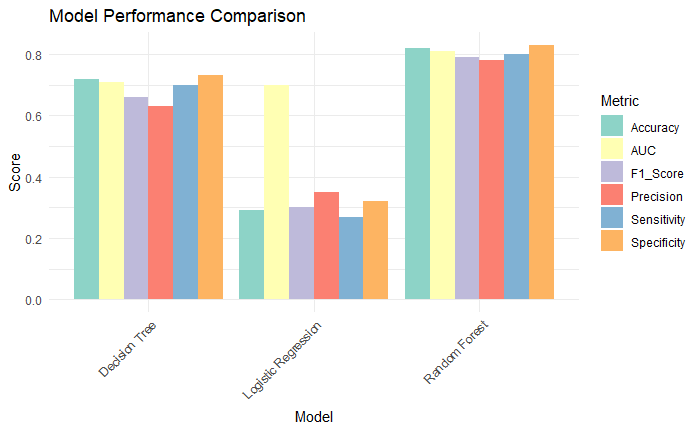 Model Performance Comparison
0.8
0.6
0.4
0.2
0.0
Score
Decision Tree
Logistic Regression
Random Forest
Model
Metric
Accuracy
AUC
F1_Score
Precision
Sensitivity
Specificity